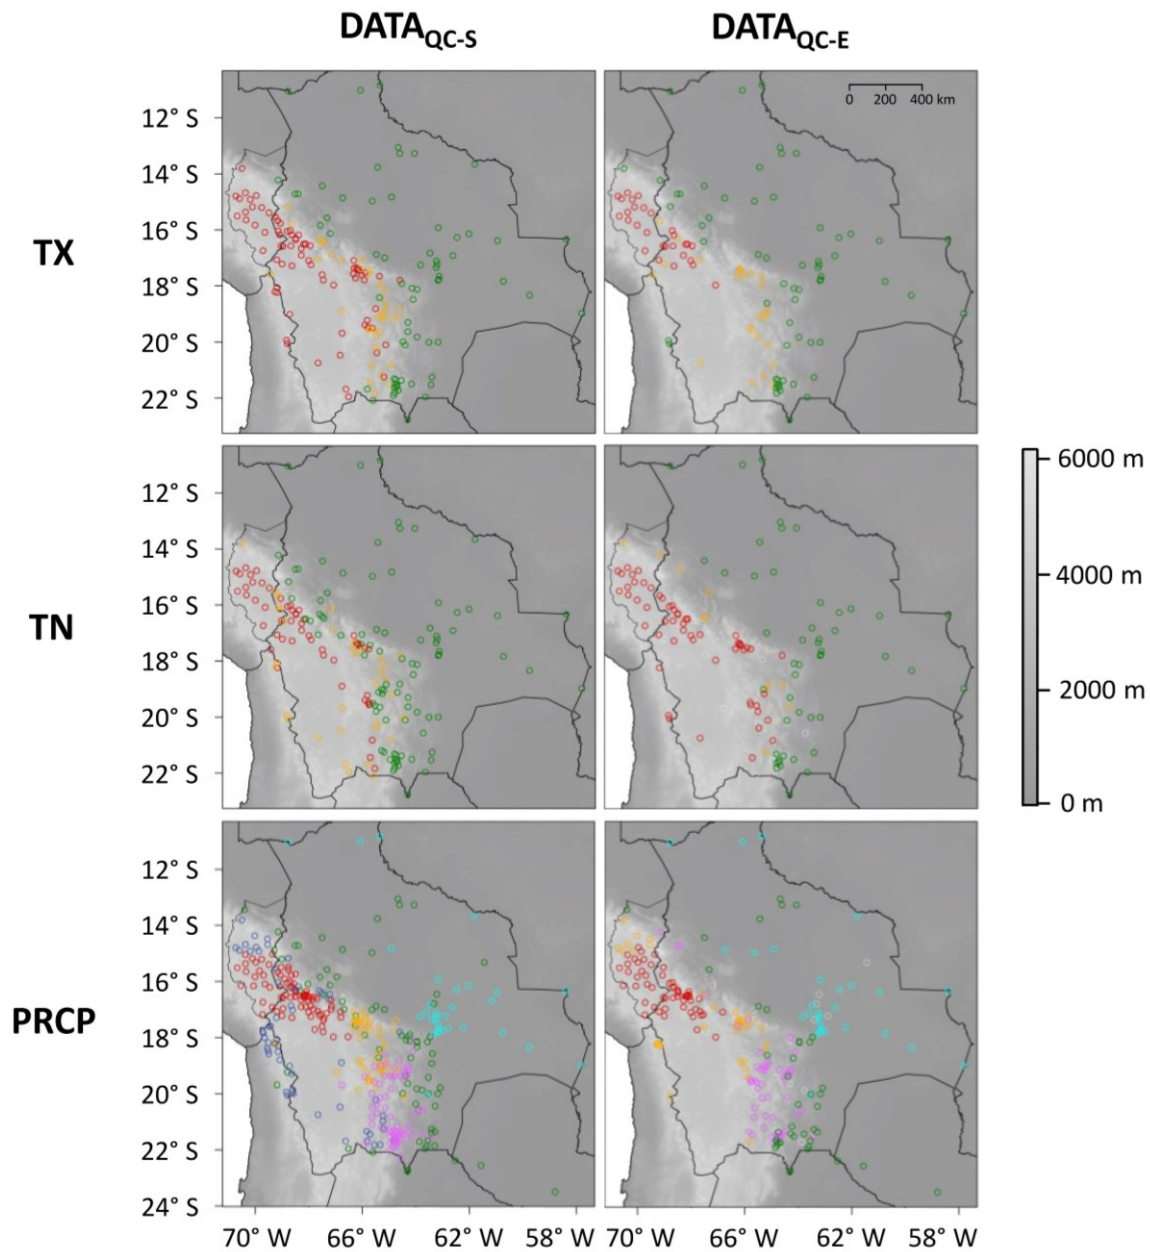 DATAQC-S DATAQC-E
0 200 400 km
12° S
14° S
16° S
TX
18° S
20° S
22° S
6000 m
12° S
14° S
4000 m
16° S
TN
18° S
2000 m
20° S
22° S
0 m
12° S
14° S
16° S
PRCP
18° S
20° S
22° S
24° S
70° W 66° W 62° W 58° W 70° W 66° W 62° W 58° W